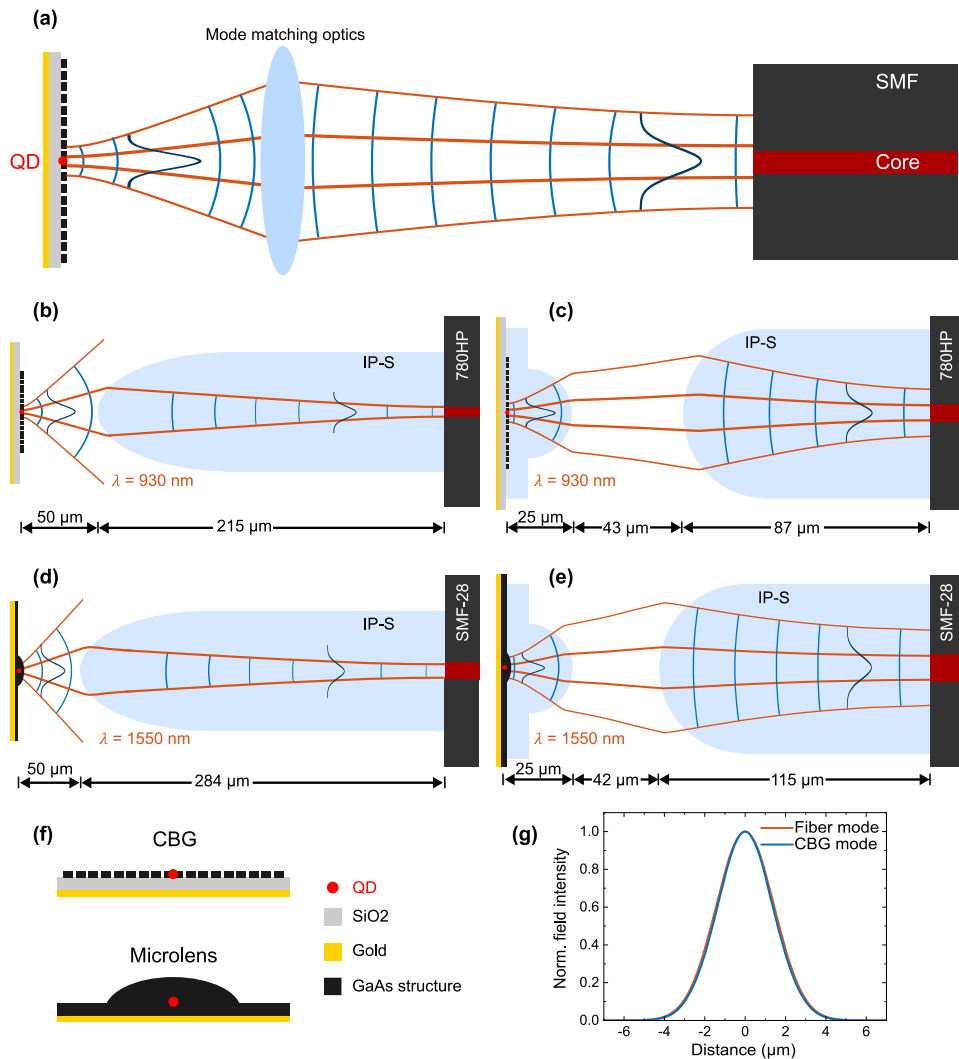 (a)
Mode matching optics
SMF
QD
Core
(b)
IP-S
780HP
λ = 930 nm
50 μm
215 μm
(c)
IP-S
780HP
λ = 930 nm
25 μm
43 μm
87 μm
(d)
IP-S
SMF-28
λ = 1550 nm
50 μm
284 μm
(e)
IP-S
SMF-28
λ = 1550 nm
25 μm
42 μm
115 μm
(f)
CBG
Microlens
QD
SiO2
Gold
GaAs structure
(g)
Fiber mode
CBG mode
Norm. field intensity
1.0
0.8
0.6
0.4
0.2
0.0
-6 -4 -2 0 2 4 6
Distance (μm)